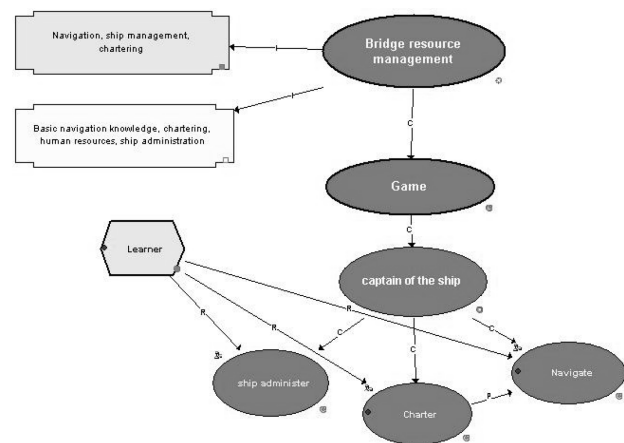 Navigation, ship management,
chartering
Bridge resource
management
I
I
Basic navigation knowledge, chartering,
human resources, ship administration
C
Game
C
Learner
captain of the ship
R
R
R
C
C
C
ship administer
Charter
P
Navigate